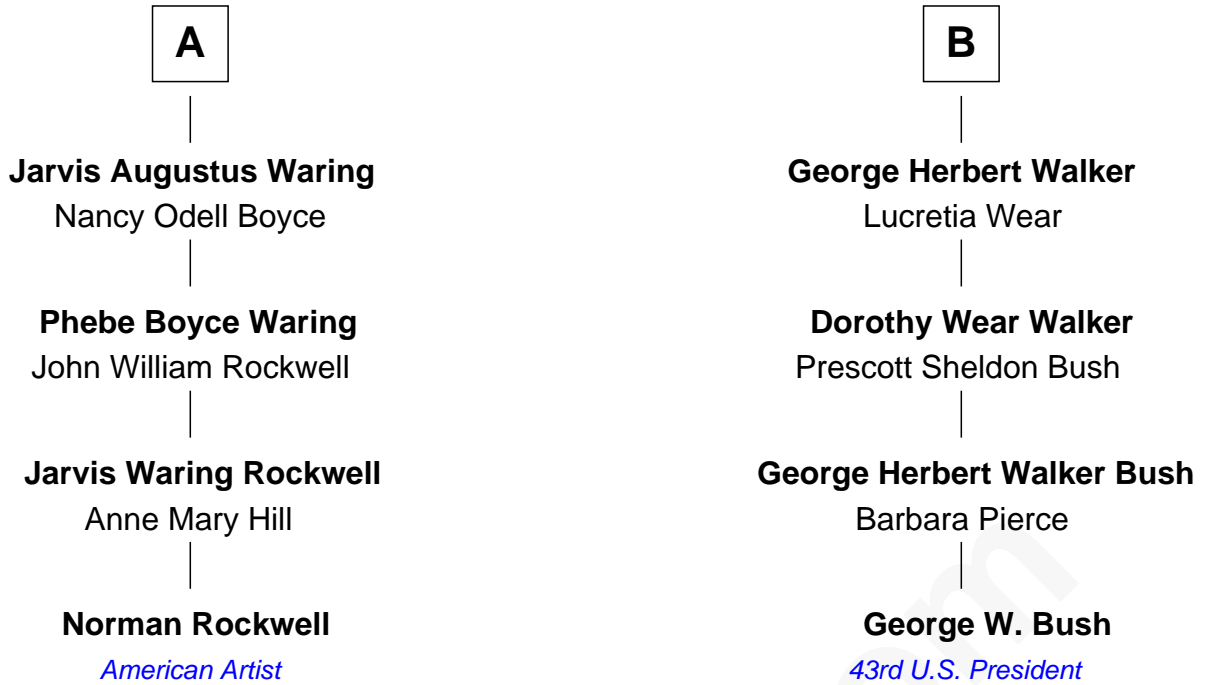 A
Jarvis Augustus Waring
Nancy Odell Boyce
Phebe Boyce Waring
John William Rockwell
Jarvis Waring Rockwell
Anne Mary Hill
Norman Rockwell
American Artist
B
George Herbert Walker
Lucretia Wear
Dorothy Wear Walker
Prescott Sheldon Bush
George Herbert Walker Bush
Barbara Pierce
George W. Bush
43rd U.S. President